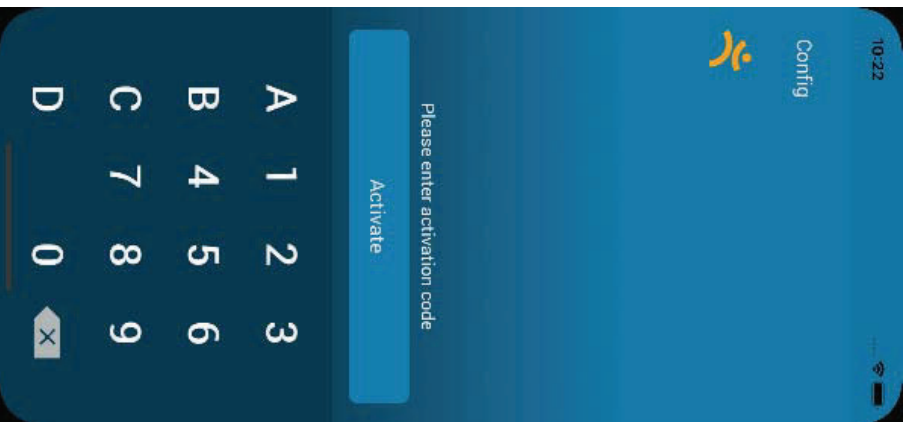 10:22
Config
Please enter activation code
Activate
A 1 2 3
B 4 5 6
C 7 8 9
D 0